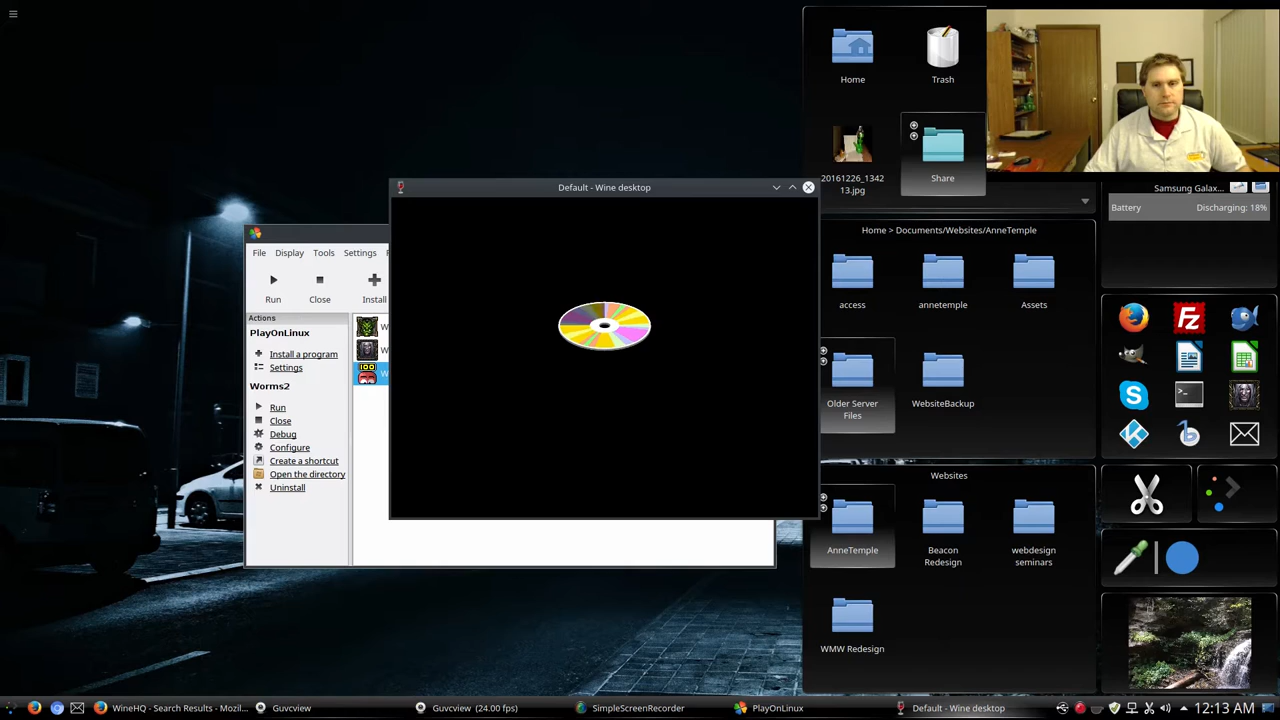 Home
Trash
20161226_1342
13.jpg
Share
Samsung Galax...
Battery
Discharging: 18%
Default - Wine desktop
Home > Documents/Websites/AnneTemple
File
Display
Tools
Settings
Run
Close
Install
access
annetemple
Assets
Actions
PlayOnLinux
Install a program
Settings
Worms2
Run
Close
Debug
Configure
Create a shortcut
Open the directory
Uninstall
100
Older Server
Files
WebsiteBackup
Websites
AnneTemple
Beacon
Redesign
webdesign
seminars
WMW Redesign
WineHQ - Search Results - Mozil...
Guvcview
Guvcview (24.00 fps)
SimpleScreenRecorder
PlayOnLinux
Default - Wine desktop
12:13 AM